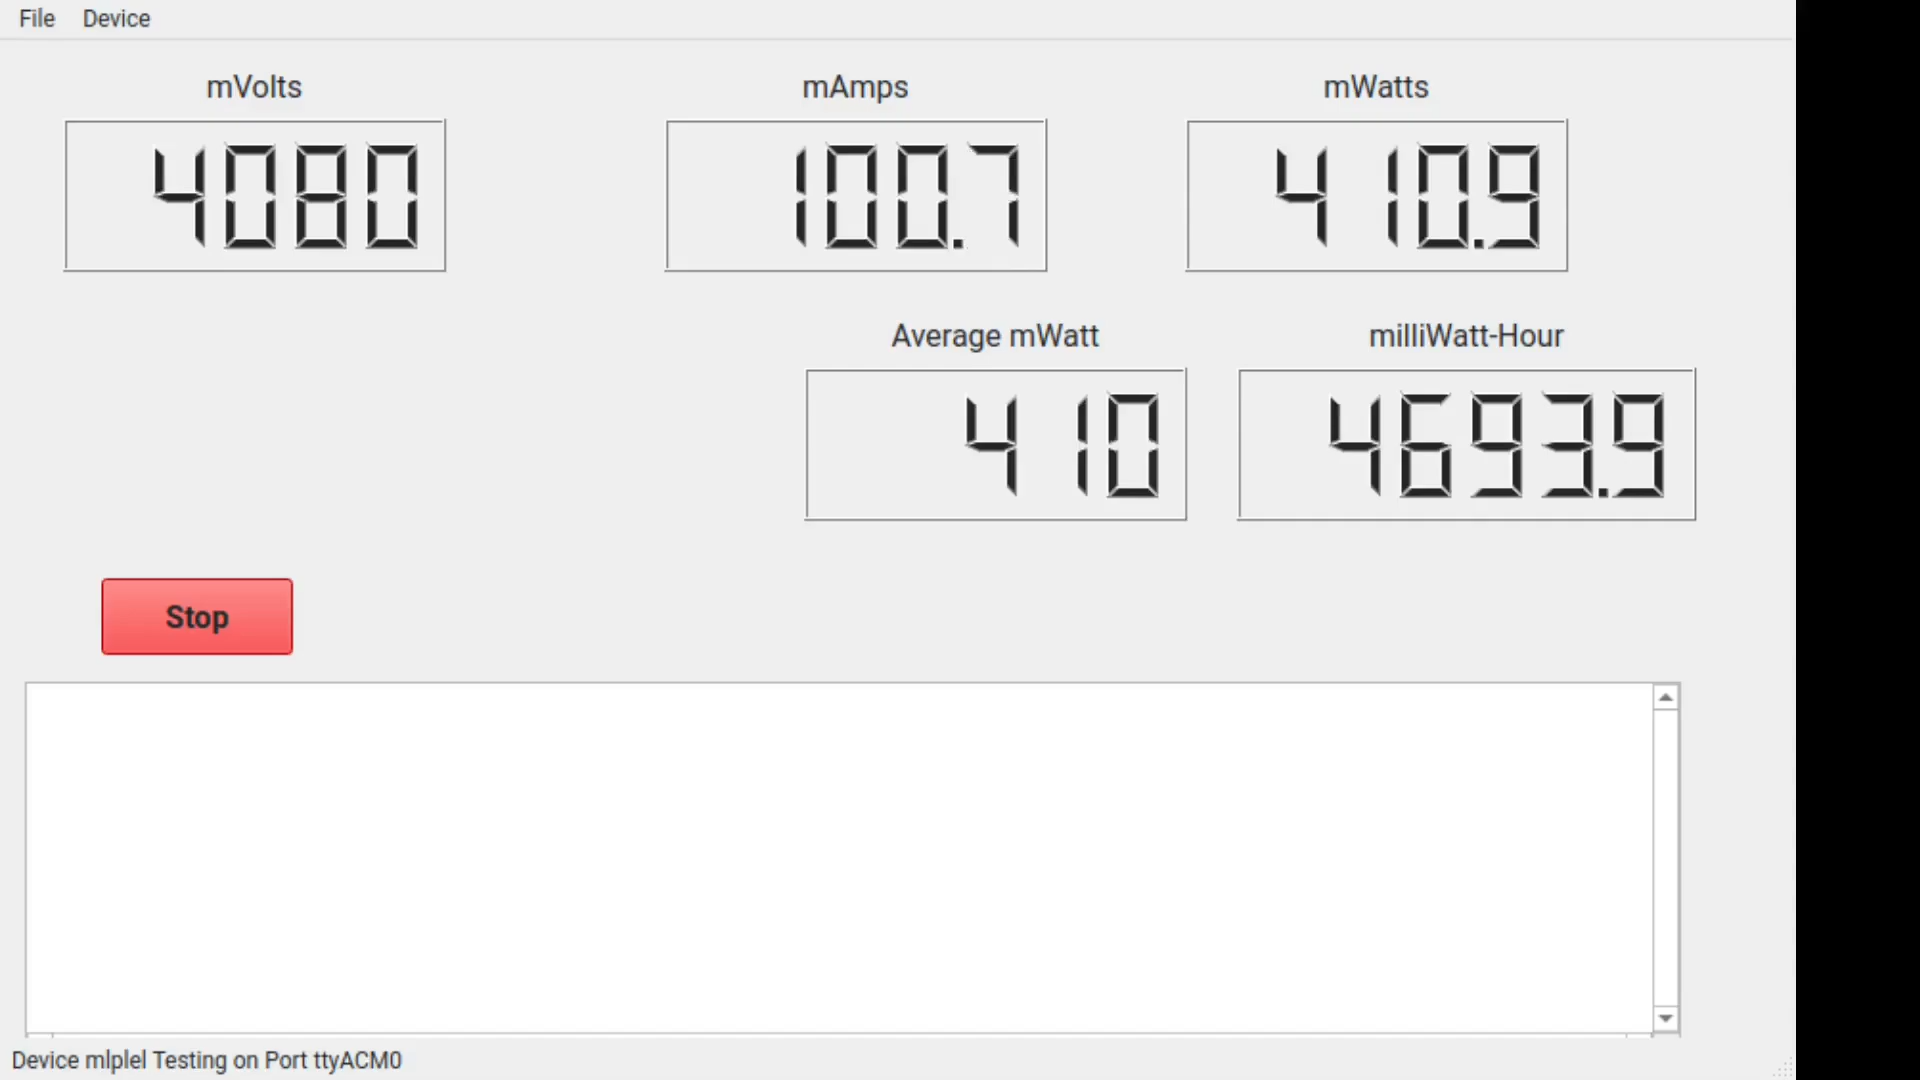 File Device
mVolts mAmps mWatts
4080 100.7 410.9
Average mWatt milliWatt-Hour
410 4693.9
Stop
Device mlplel Testing on Port ttyACM0